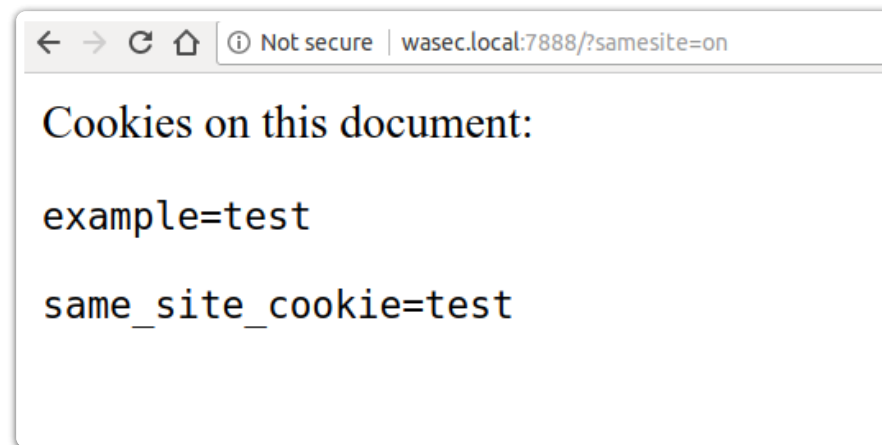 Not secure wasec.local:7888/?samesite=on
Cookies on this document:
example=test
same_site_cookie=test